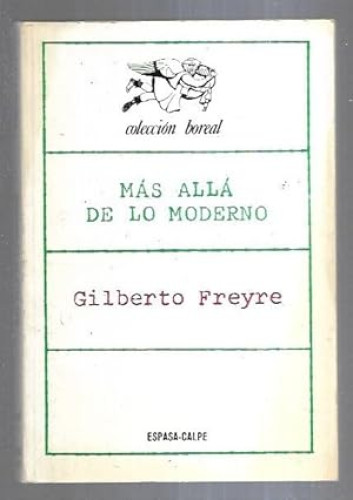 colección boreal
MÁS ALLÁ
DE LO MODERNO
Gilberto Freyre
ESPASA-CALPE